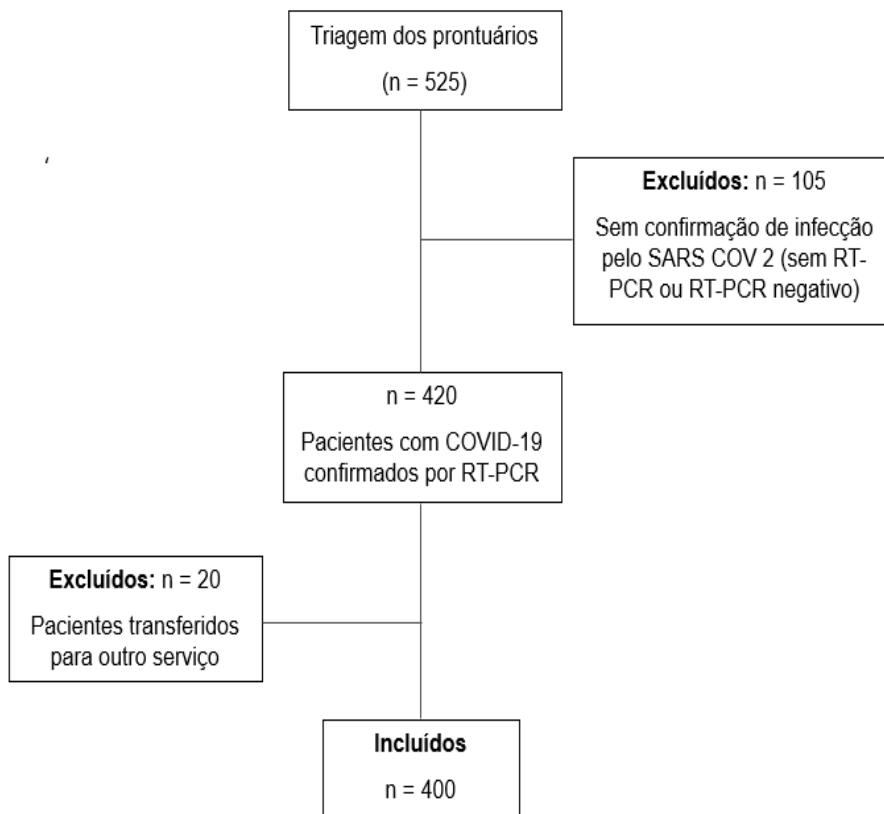 Triagem dos prontuários
(n = 525)
Excluídos: n = 105
Sem confirmação de infecção
pelo SARS COV 2 (sem RT-
PCR ou RT-PCR negativo)
n = 420
Pacientes com COVID-19
confirmados por RT-PCR
Excluídos: n = 20
Pacientes transferidos
para outro serviço
Incluídos
n = 400